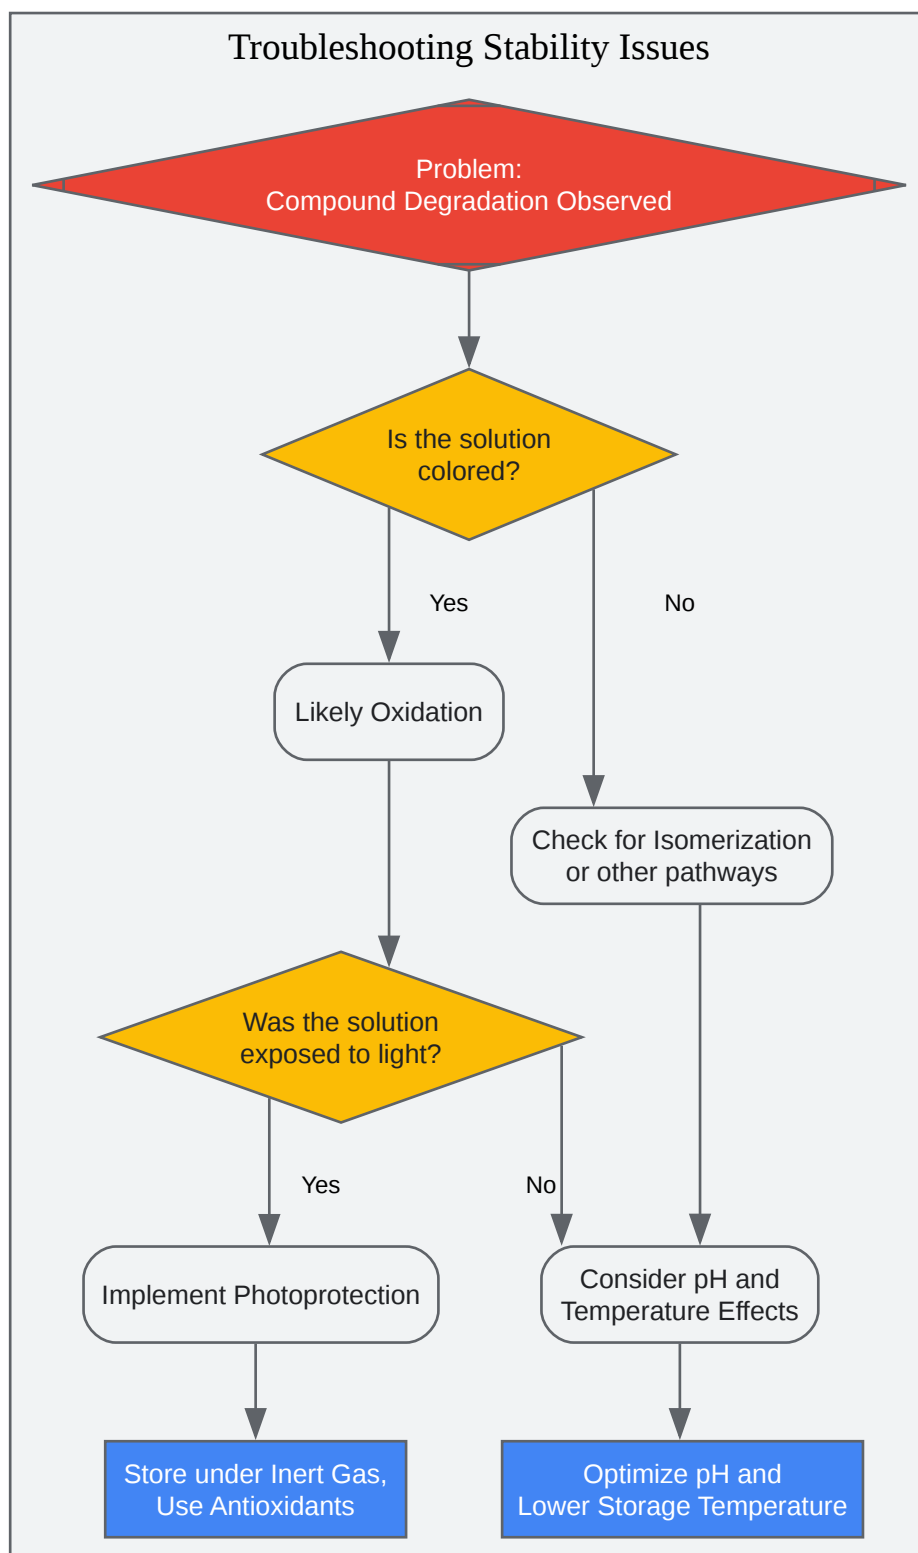 Troubleshooting Stability Issues
Problem:
Compound Degradation Observed
Is the solution
colored?
Yes
No
Likely Oxidation
Check for Isomerization
or other pathways
Was the solution
exposed to light?
Yes
No
Implement Photoprotection
Consider pH and
Temperature Effects
Store under Inert Gas,
Use Antioxidants
Optimize pH and
Lower Storage Temperature